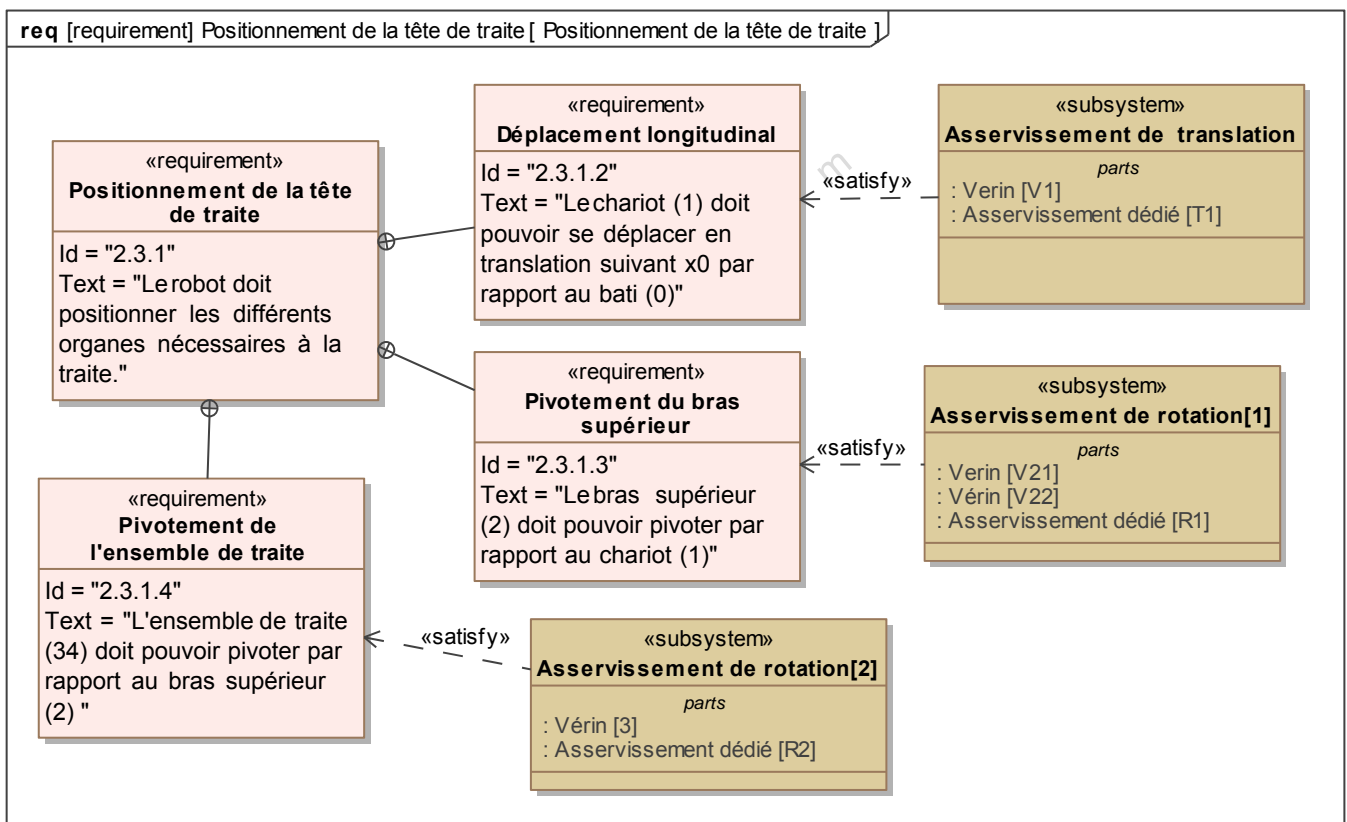 req [requirement] Positionnement de la tête de traite [ Positionnement de la tête de traite ]
«requirement»
Positionnement de la tête
de traite
Id = "2.3.1"
Text = "Le robot doit
positionner les différents
organes nécessaires à la
traite."
«requirement»
Déplacement longitudinal
Id = "2.3.1.2"
Text = "Le chariot (1) doit
pouvoir se déplacer en
translation suivant x0 par
rapport au bati (0)"
m
«satisfy»
«subsystem»
Asservissement de translation
parts
: Verin [V1]
: Asservissement dédié [T1]
«requirement»
Pivotement du bras
supérieur
Id = "2.3.1.3"
Text = "Le bras supérieur
(2) doit pouvoir pivoter par
rapport au chariot (1)"
«satisfy»
«subsystem»
Asservissement de rotation[1]
parts
: Verin [V21]
: Vérin [V22]
: Asservissement dédié [R1]
«requirement»
Pivotement de
l'ensemble de traite
Id = "2.3.1.4"
Text = "L'ensemble de traite
(34) doit pouvoir pivoter par
rapport au bras supérieur
(2) "
«satisfy»
«subsystem»
Asservissement de rotation[2]
parts
: Vérin [3]
: Asservissement dédié [R2]